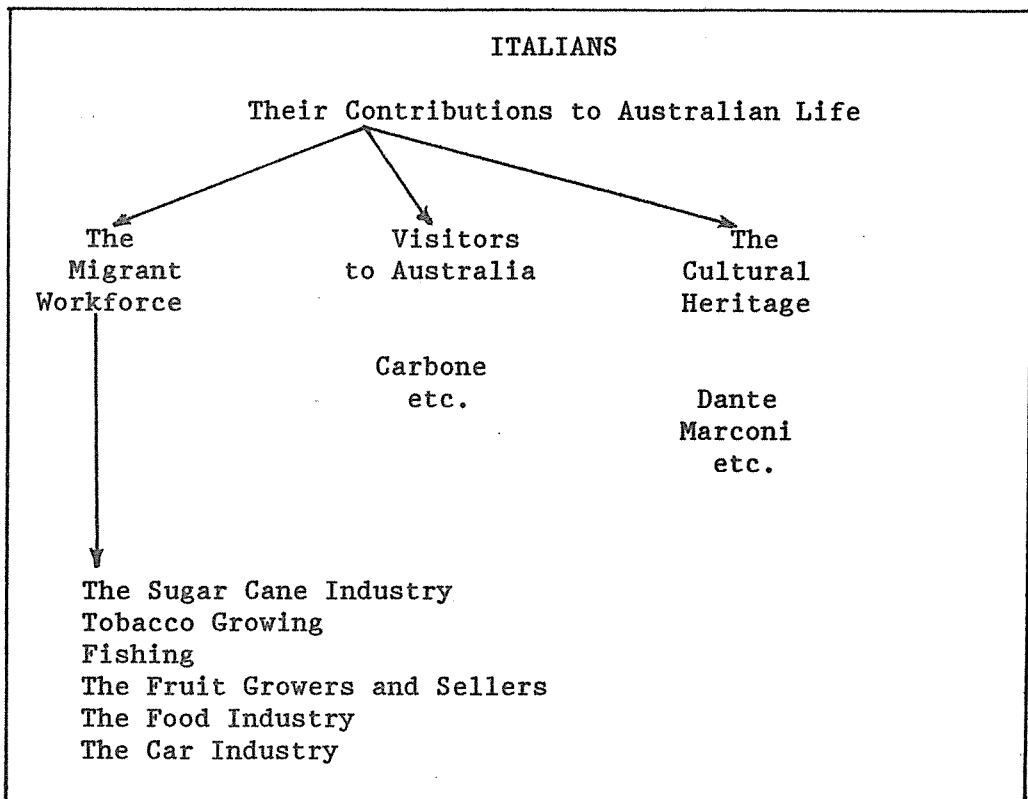 ITALIANS
Their Contributions to Australian Life
The
Migrant
Workforce
Visitors
to Australia
The
Cultural
Heritage
Carbone
etc.
Dante
Marconi
etc.
The Sugar Cane Industry
Tobacco Growing
Fishing
The Fruit Growers and Sellers
The Food Industry
The Car Industry